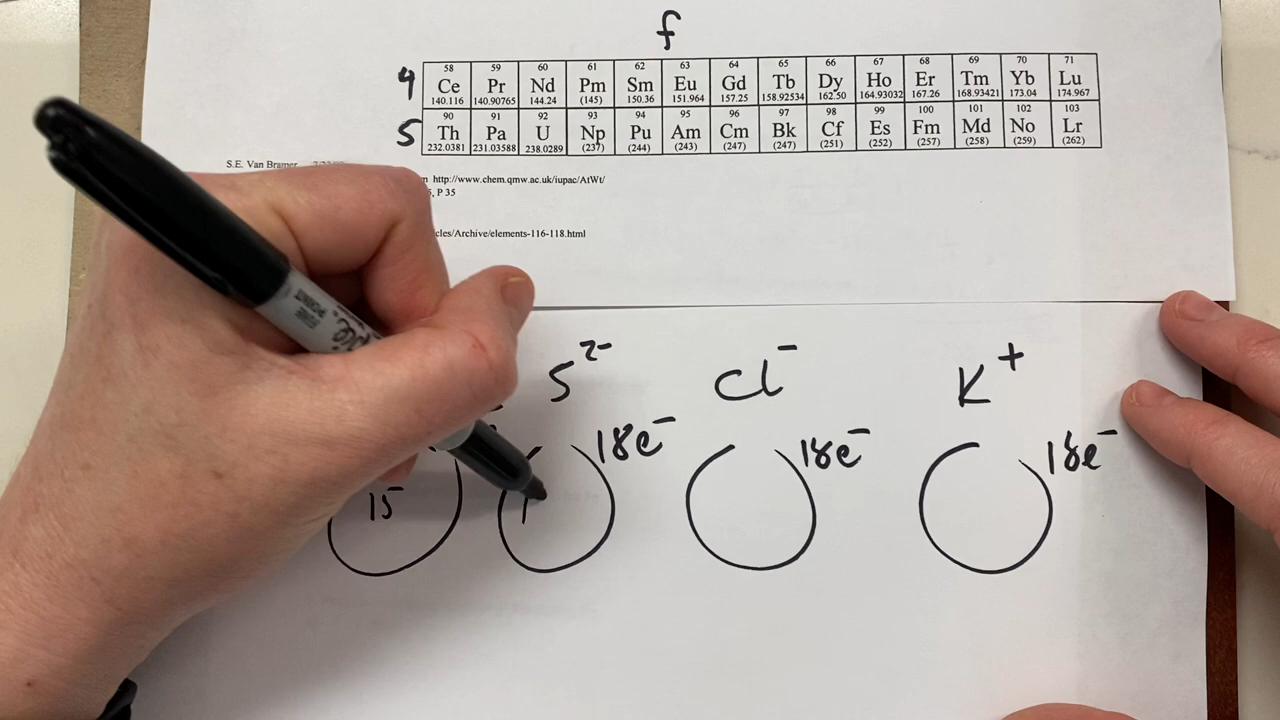 f
4 58 59 60 61 62 63 64 65 66 67 68 69 70 71
Ce Pr Nd Pm Sm Eu Gd Tb Dy Ho Er Tm Yb Lu
140.116 140.90765 144.24 (145) 150.36 151.964 157.25 158.92534 162.50 164.93032 167.26 168.93421 173.04 174.967
5 90 91 92 93 94 95 96 97 98 99 100 101 102 103
Th Pa U Np Pu Am Cm Bk Cf Es Fm Md No Lr
232.0381 231.03588 238.0289 (237) (244) (243) (247) (247) (251) (252) (257) (258) (259) (262)
S.E. Van Bramer
http://www.chem.qmw.ac.uk/iupac/AtWt/
, P 35
cles/Archive/elements-116-118.html
S2- Cl- K+
18e- 18e- 18e-
15 1